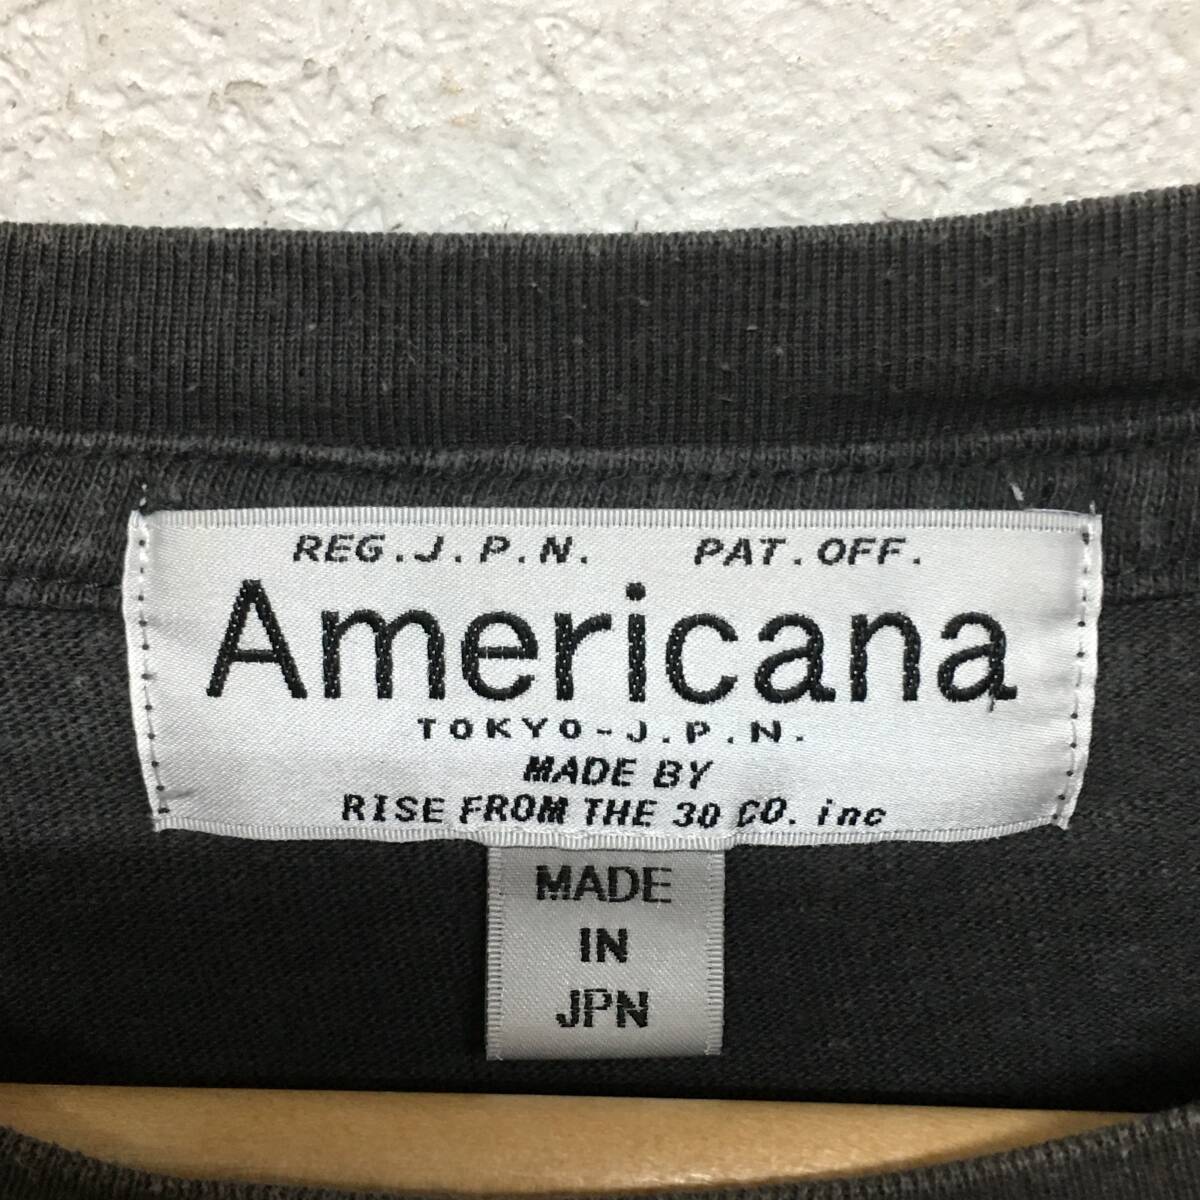 REG.J.P.N. PAT.OFF.
Americana
TOKYO-J.P.N.
MADE BY
RISE FROM THE 30 CO. inc
MADE
IN
JPN